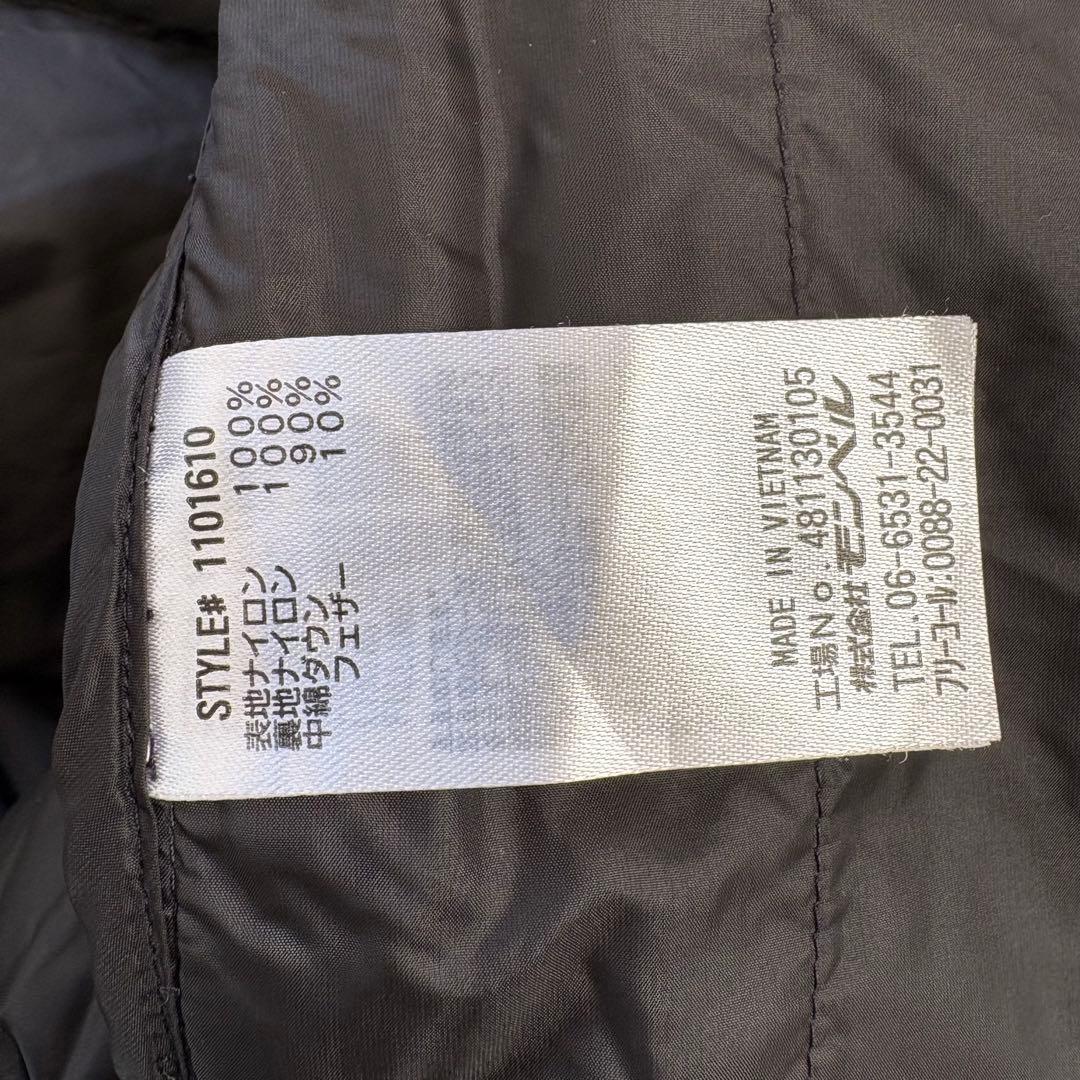 STYLE# 1101610
表地ナイロン 100%
裏地ナイロン 100%
中綿ダウン 90%
フェザー 10%
MADE IN VIETNAM
工場No 481130105
株式会社モンベル
TEL.06-6531-3544
フリーコール:0088-22-0031